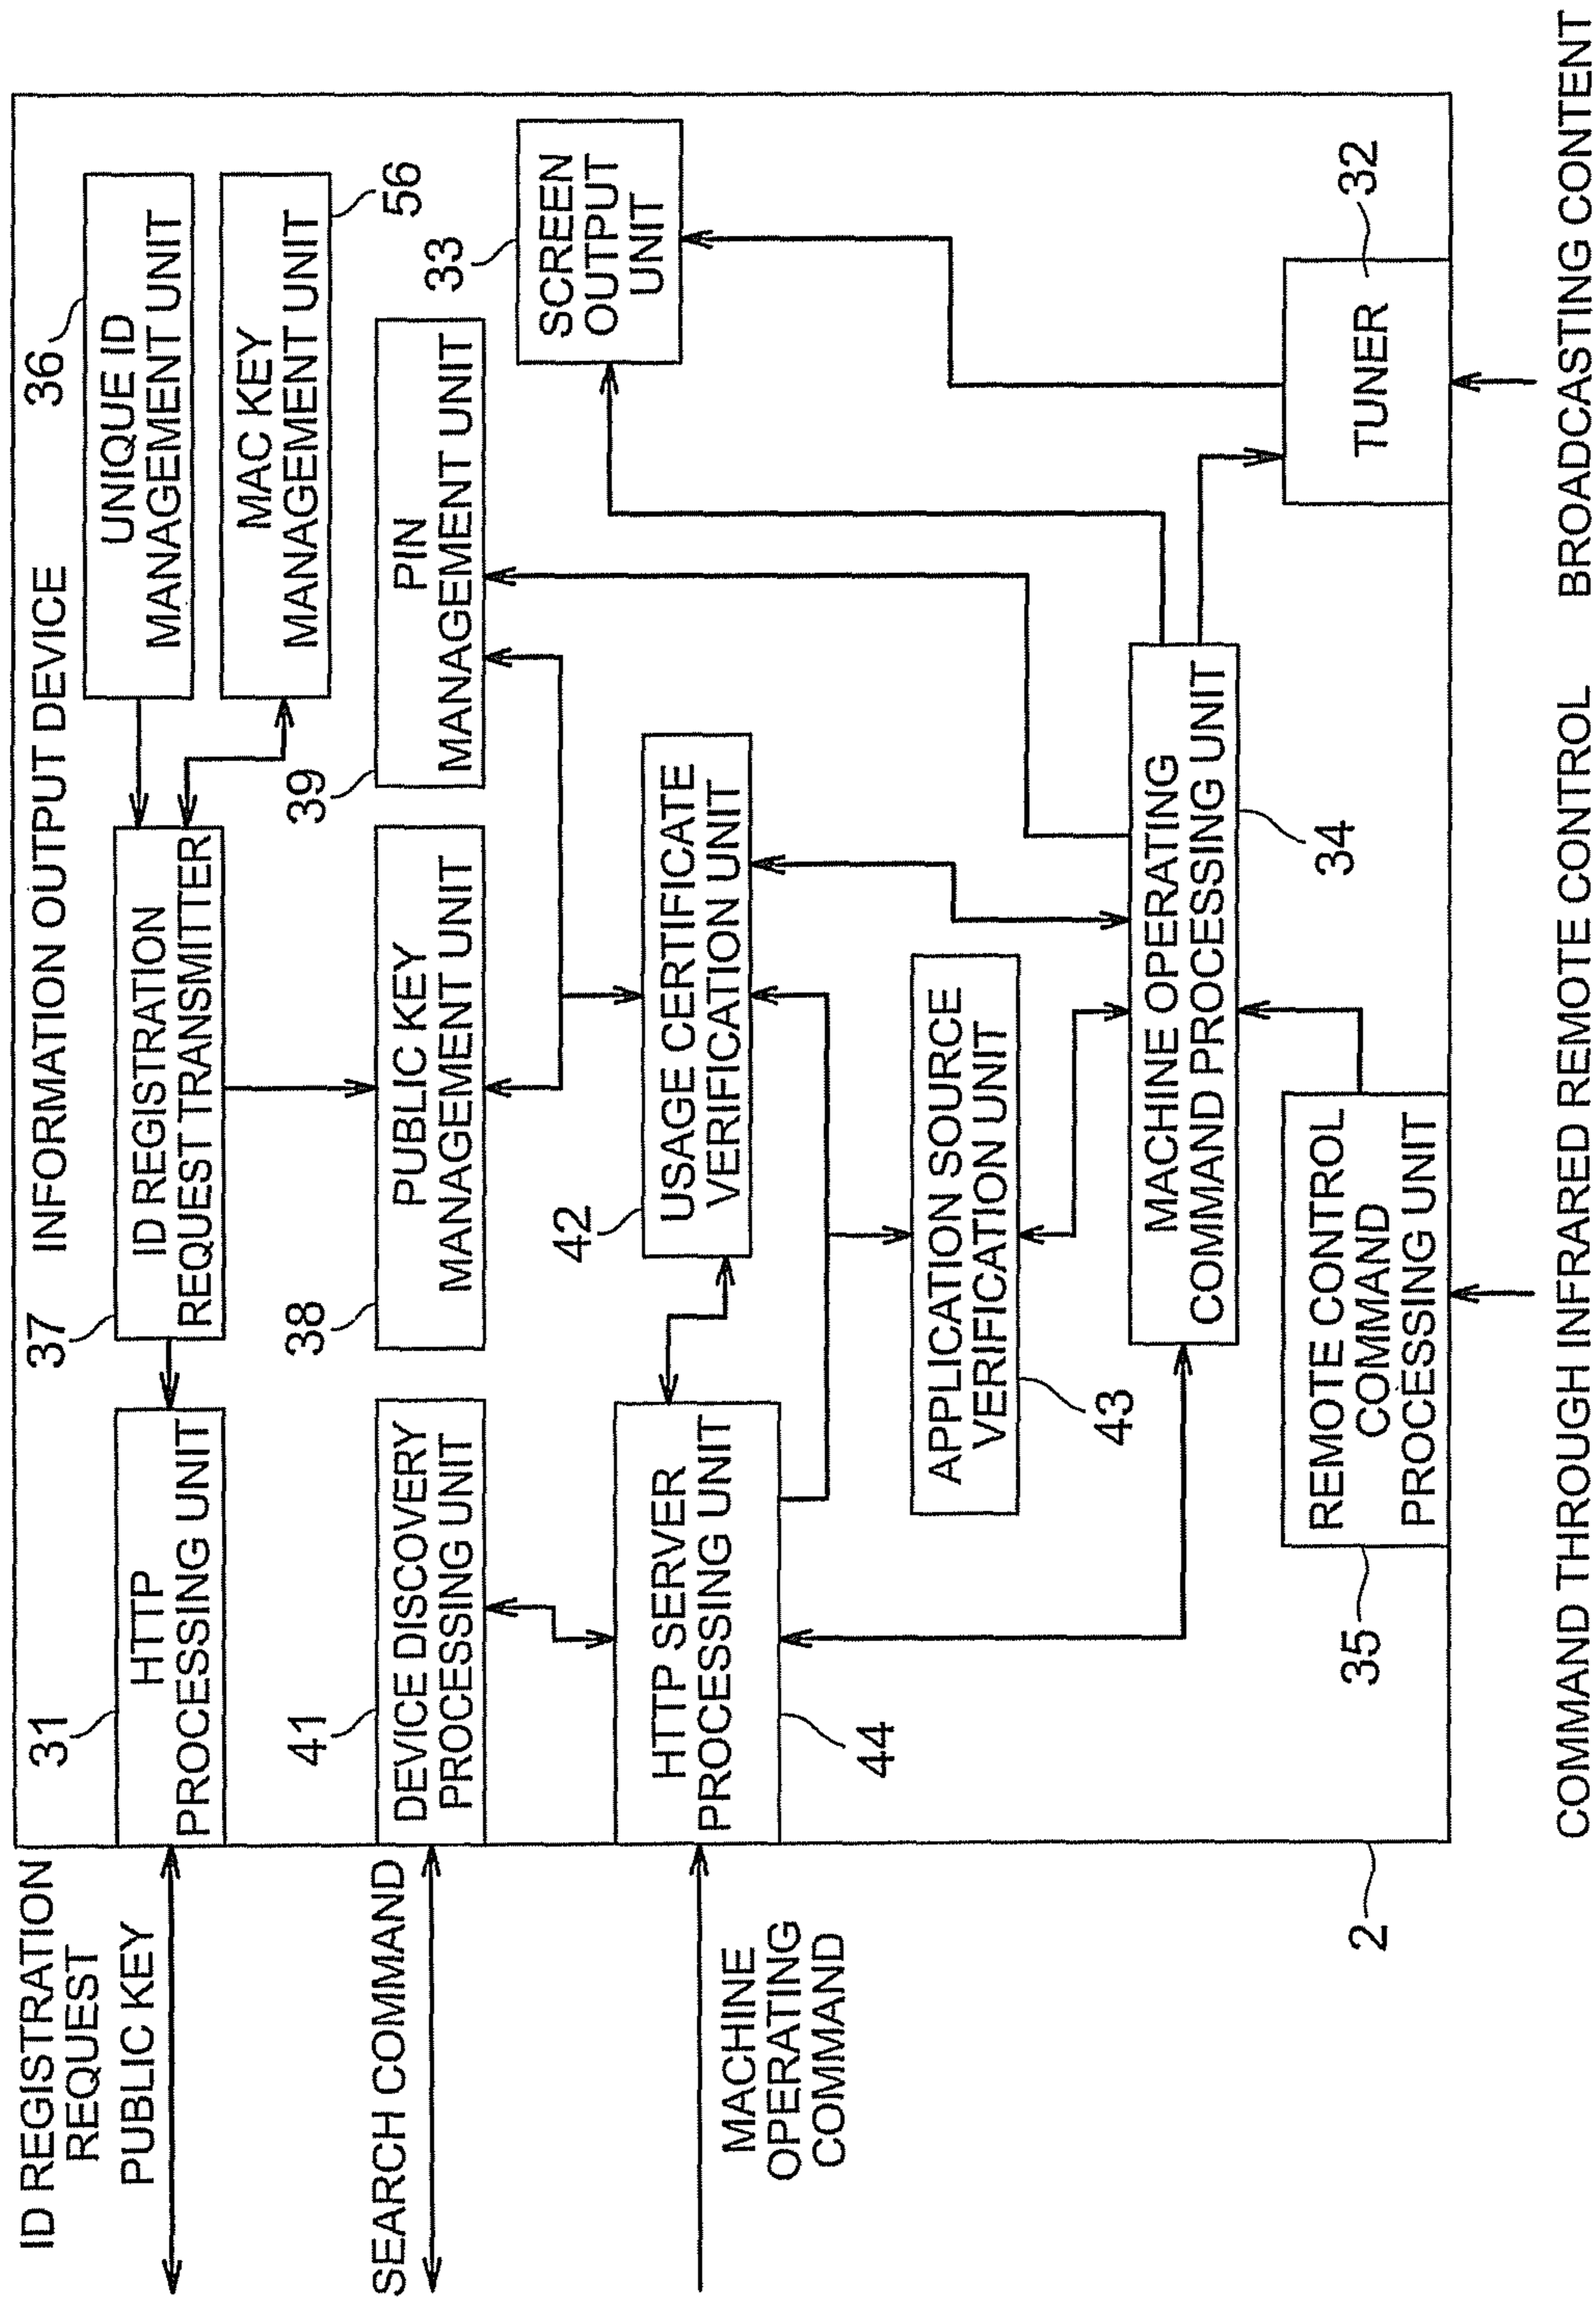 ID REGISTRATION
REQUEST
PUBLIC KEY
SEARCH COMMAND
MACHINE
OPERATING
COMMAND
INFORMATION OUTPUT DEVICE
31
HTTP
PROCESSING UNIT
37
ID REGISTRATION
REQUEST TRANSMITTER
36
UNIQUE ID
MANAGEMENT UNIT
MAC KEY
MANAGEMENT UNIT
56
41
DEVICE DISCOVERY
PROCESSING UNIT
38
PUBLIC KEY
MANAGEMENT UNIT
39
PIN
MANAGEMENT UNIT
33
SCREEN
OUTPUT
UNIT
HTTP SERVER
PROCESSING UNIT
44
42
USAGE CERTIFICATE
VERIFICATION UNIT
APPLICATION SOURCE
VERIFICATION UNIT
43
MACHINE OPERATING
COMMAND PROCESSING UNIT
34
REMOTE CONTROL
COMMAND
PROCESSING UNIT
35
TUNER
32
2
COMMAND THROUGH INFRARED REMOTE CONTROL
BROADCASTING CONTENT